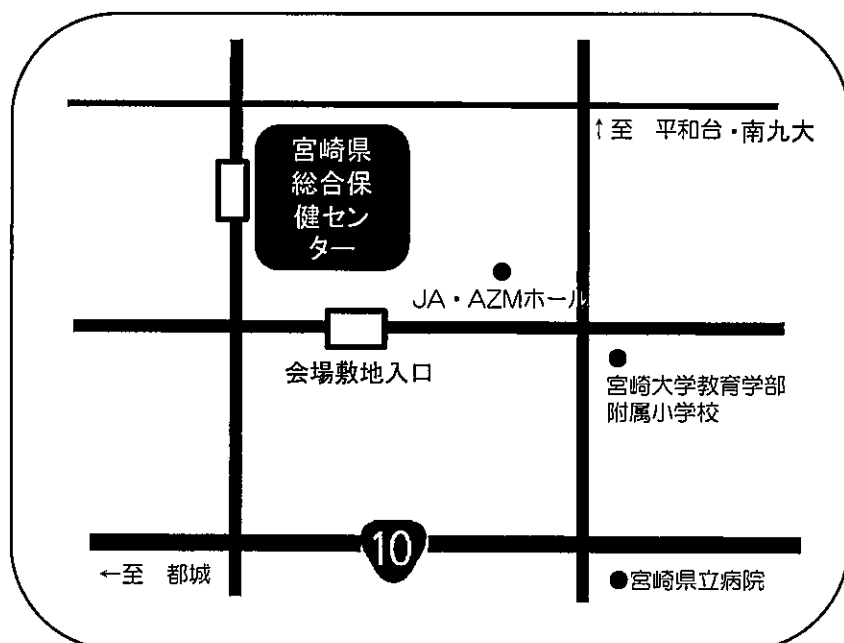 宮崎県
総合保
健セン
ター
↑至 平和台・南九大
JA・AZMホール
会場敷地入口
宮崎大学教育学部
附属小学校
10
←至 都城
宮崎県立病院